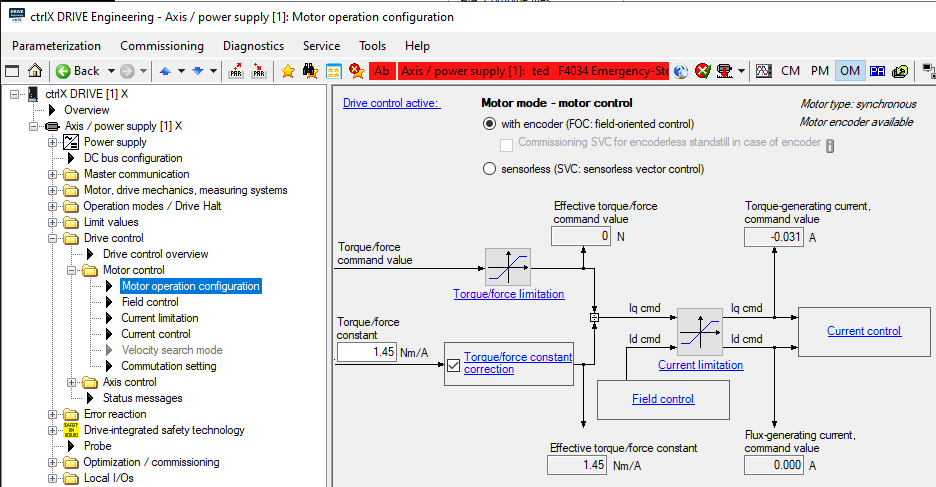 ctrlX DRIVE Engineering - Axis / power supply [1]: Motor operation configuration
Parameterization Commissioning Diagnostics Service Tools Help
Back PAR PAR Ab Axis / power supply [1]: ted F4034 Emergency-Sto CM PM OM
ctrlX DRIVE [1] X
Overview
Axis / power supply [1] X
Power supply
DC bus configuration
Master communication
Motor, drive mechanics, measuring systems
Operation modes / Drive Halt
Limit values
Drive control
Drive control overview
Motor control
Motor operation configuration
Field control
Current limitation
Current control
Velocity search mode
Commutation setting
Axis control
Status messages
Error reaction
Drive-integrated safety technology
Probe
Optimization / commissioning
Local I/Os
Drive control active:
Motor mode - motor control
Motor type: synchronous
Motor encoder available
with encoder (FOC: field-oriented control)
Commissioning SVC for encoderless standstill in case of encoder
sensorless (SVC: sensorless vector control)
Effective torque/force
command value
0 N
Torque-generating current,
command value
-0.031 A
Torque/force
command value
Torque/force limitation
Iq cmd
Iq cmd
Id cmd
Id cmd
Current limitation
Current control
Torque/force
constant
1.45 Nm/A
Torque/force constant
correction
Field control
Effective torque/force constant
1.45 Nm/A
Flux-generating current,
command value
0.000 A